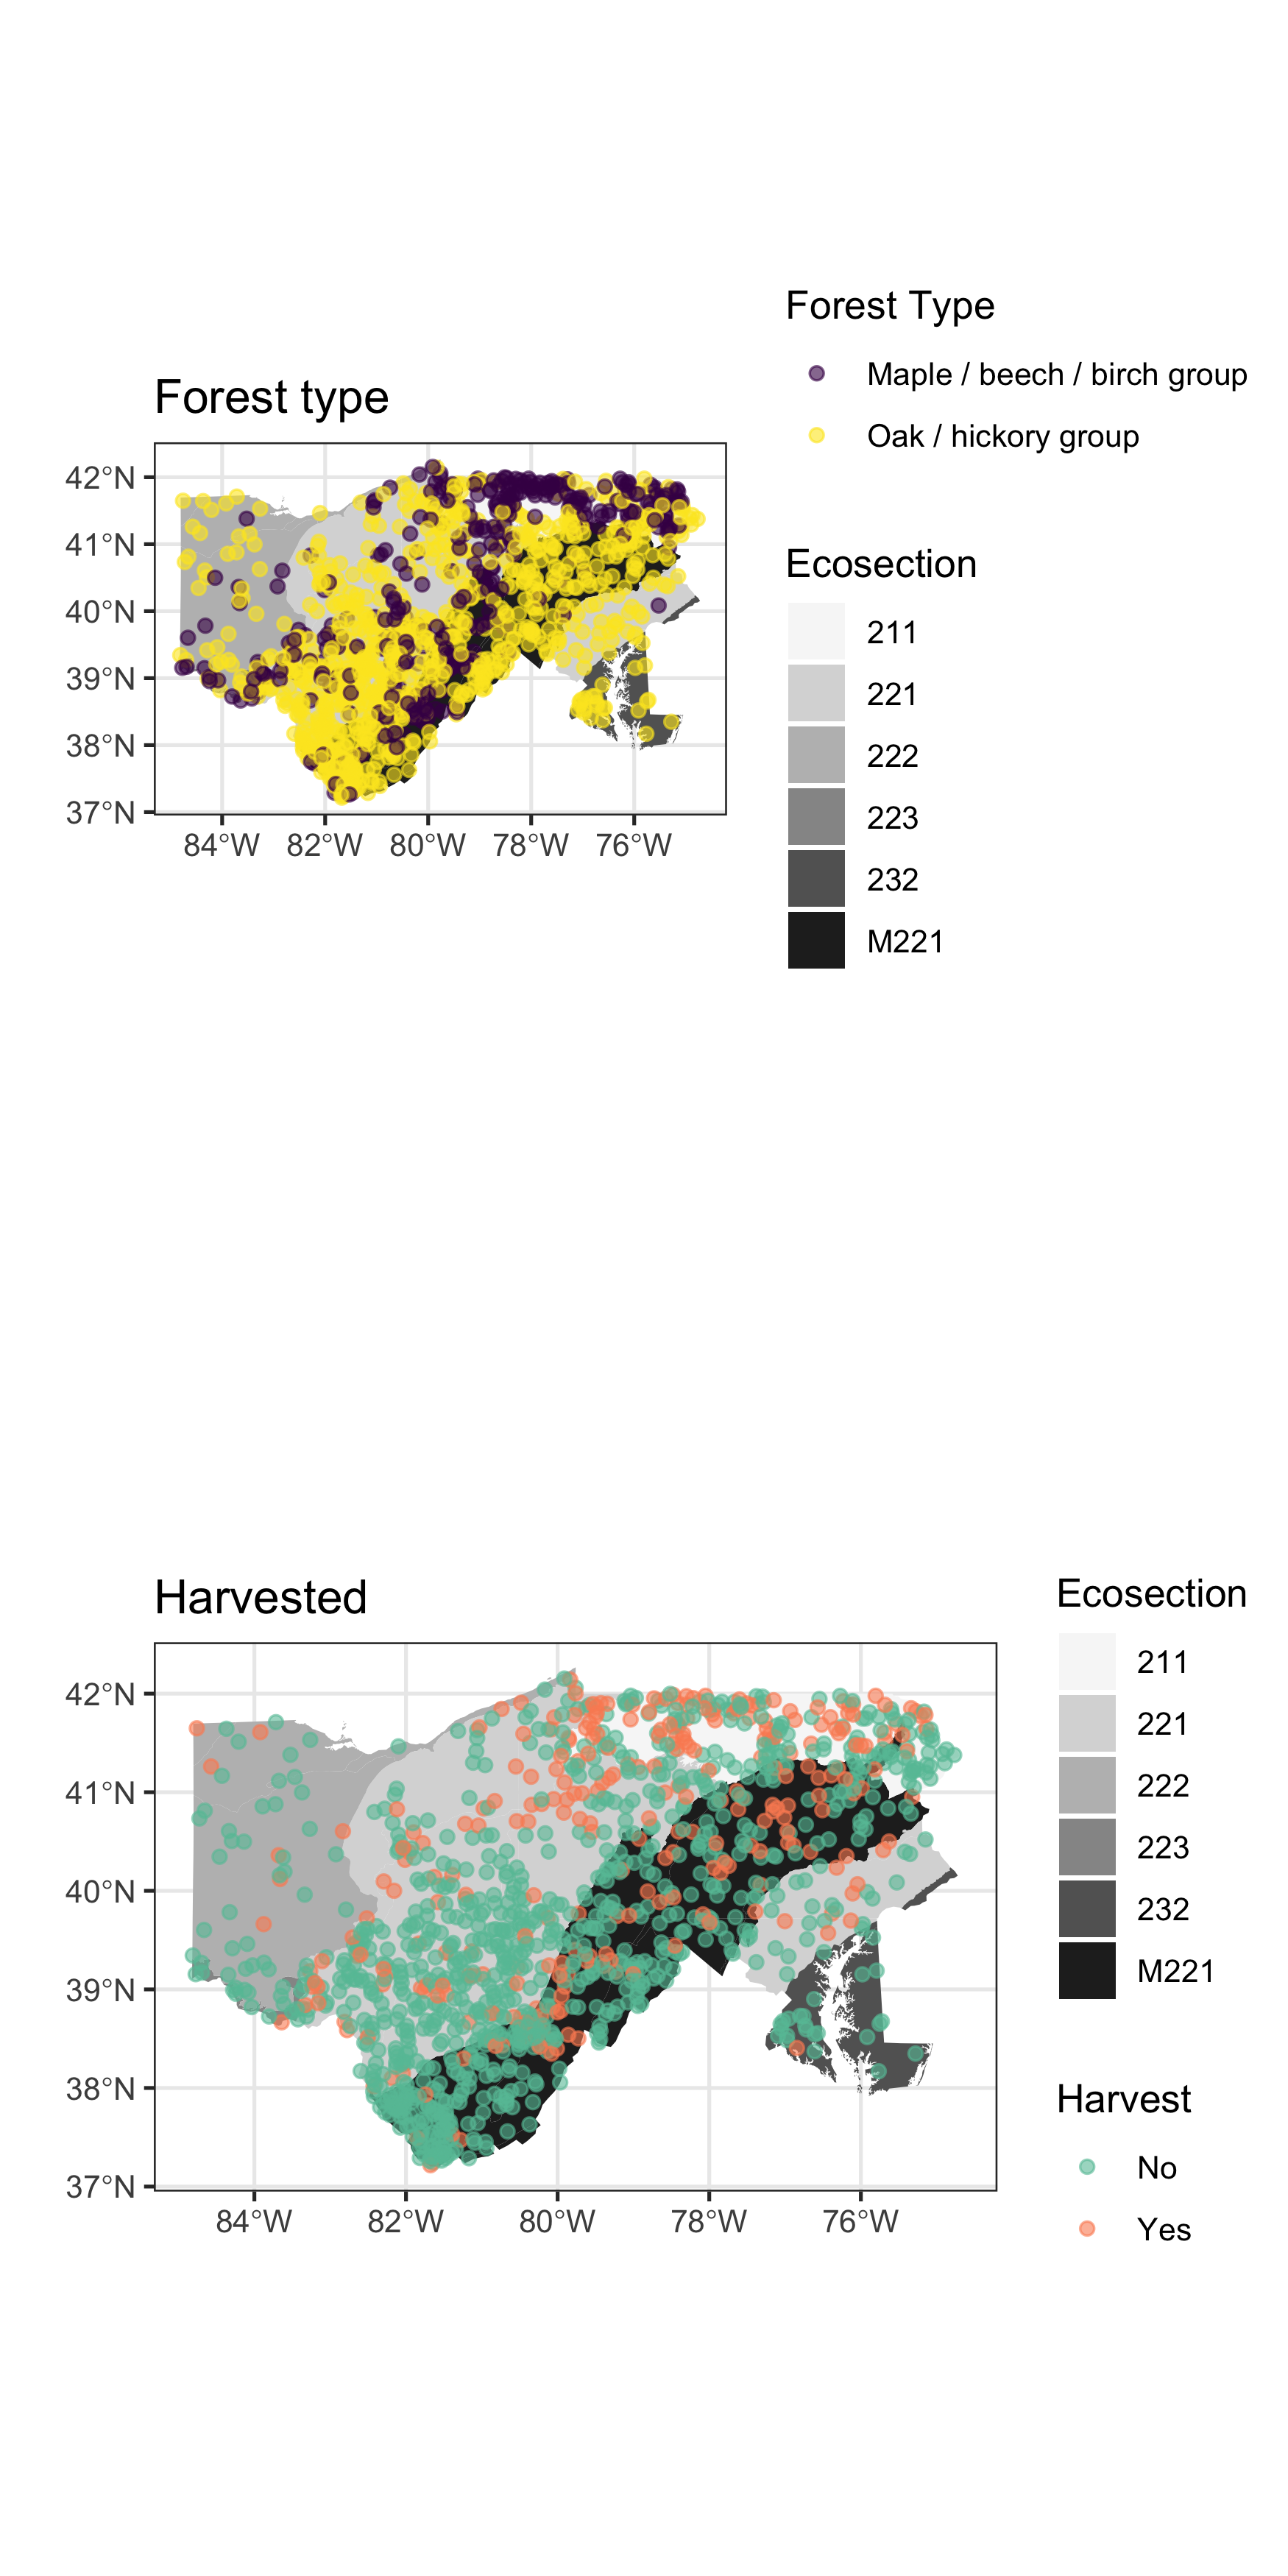 Forest type
42°N
41°N
40°N
39°N
38°N
37°N
84°W
82°W
80°W
78°W
76°W
Forest Type
Maple / beech / birch group
Oak / hickory group
Ecosection
211
221
222
223
232
M221
Harvested
42°N
41°N
40°N
39°N
38°N
37°N
84°W
82°W
80°W
78°W
76°W
Ecosection
211
221
222
223
232
M221
Harvest
No
Yes